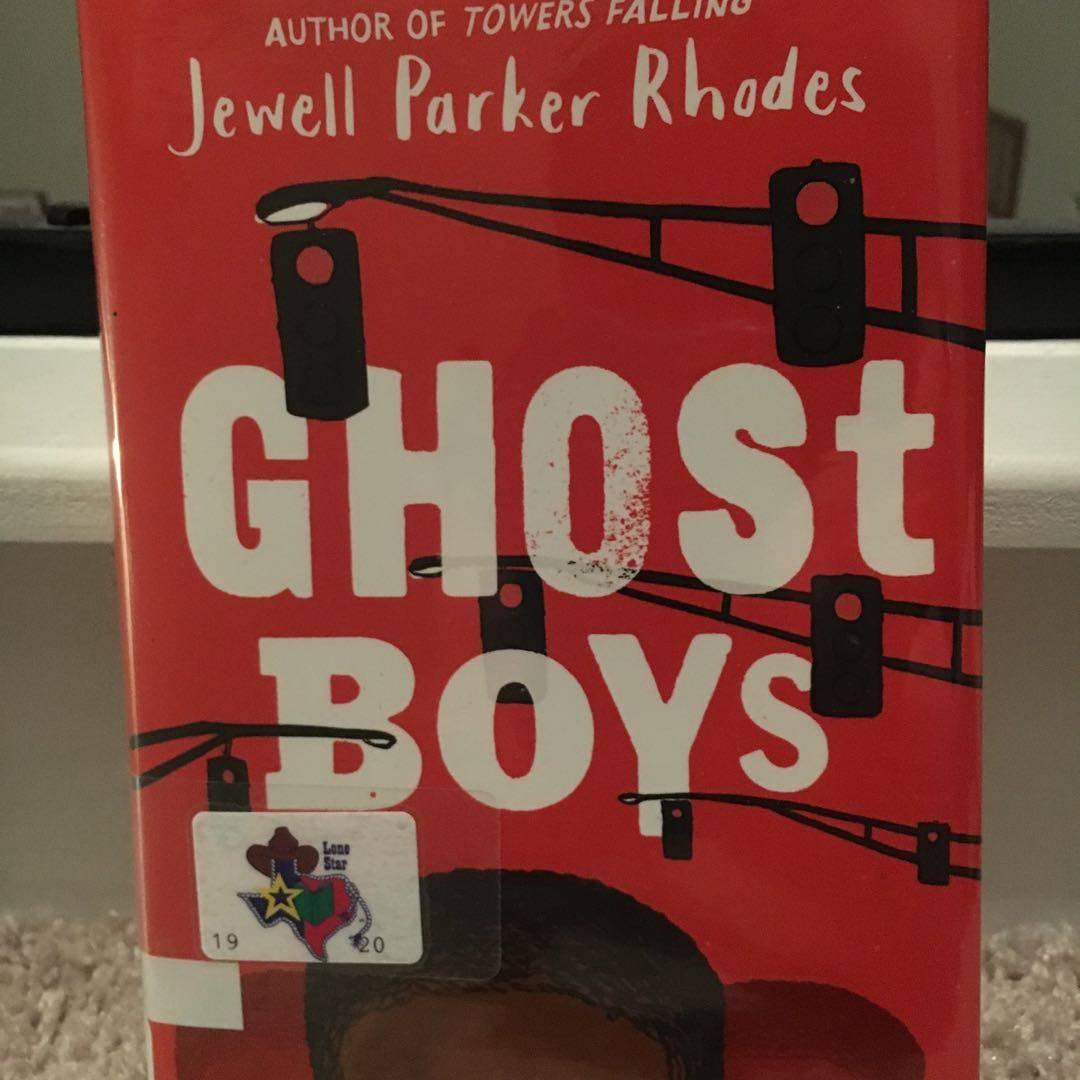 AUTHOR OF TOWERS FALLING
Jewell Parker Rhodes
GHOSt
BOYs
Lone
Star
19 20